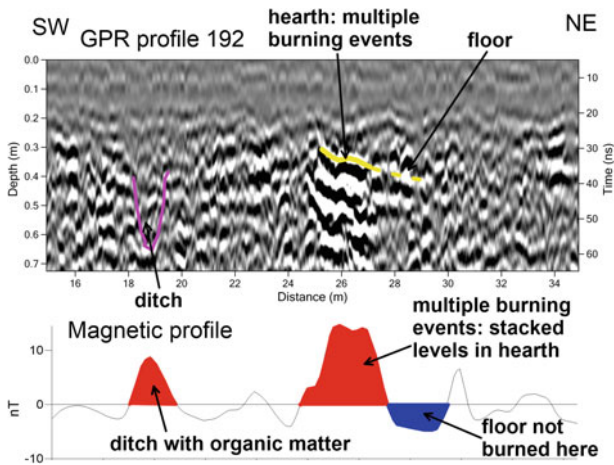 SW
GPR profile 192
hearth: multiple
burning events
floor
NE
0.0
0.1
0.2
0.3
0.4
0.5
0.6
0.7
Depth (m)
10
20
30
40
50
60
Time (ns)
ditch
16 18 20 22 24 26 28 30 32 34
Distance (m)
Magnetic profile
multiple burning
events: stacked
levels in hearth
10
0
-10
nT
ditch with organic matter
floor not
burned here